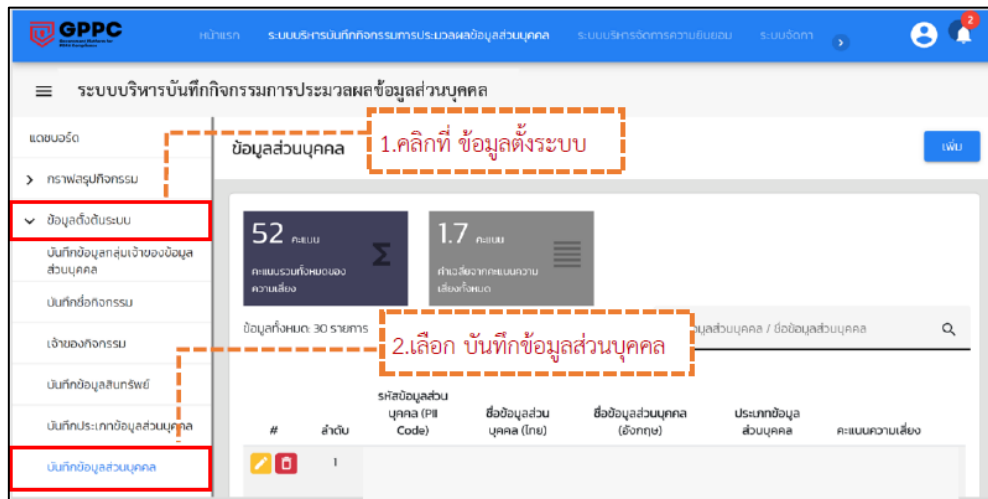 GPPC
Government Platform for
PDPA Compliance
หน้าแรก ระบบบริหารบันทึกกิจกรรมการประมวลผลข้อมูลส่วนบุคคล ระบบบริหารจัดการความยินยอม ระบบจัดกา
2
ระบบบริหารบันทึกกิจกรรมการประมวลผลข้อมูลส่วนบุคคล
แดชบอร์ด
กราฟสรุปกิจกรรม
ข้อมูลตั้งต้นระบบ
บันทึกข้อมูลกลุ่มเจ้าของข้อมูล
ส่วนบุคคล
บันทึกชื่อกิจกรรม
เจ้าของกิจกรรม
บันทึกข้อมูลสินทรัพย์
บันทึกประเภทข้อมูลส่วนบุคคล
บันทึกข้อมูลส่วนบุคคล
ข้อมูลส่วนบุคคล
1.คลิกที่ ข้อมูลตั้งระบบ
เพิ่ม
52 คะแนน
Σ
คะแนนรวมทั้งหมดของ
ความเสี่ยง
1.7 คะแนน
ค่าเฉลี่ยจากคะแนนความ
เสี่ยงทั้งหมด
ข้อมูลทั้งหมด: 30 รายการ
2.เลือก บันทึกข้อมูลส่วนบุคคล
มูลส่วนบุคคล / ชื่อข้อมูลส่วนบุคคล
# ลำดับ
รหัสข้อมูลส่วน
บุคคล (PII
Code)
ชื่อข้อมูลส่วน
บุคคล (ไทย)
ชื่อข้อมูลส่วนบุคคล
(อังกฤษ)
ประเภทข้อมูล
ส่วนบุคคล
คะแนนความเสี่ยง
1